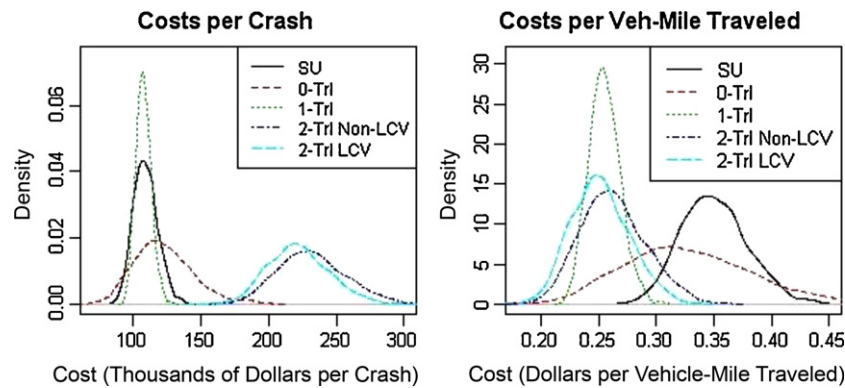 Costs per Crash
SU
0-Trl
1-Trl
2-Trl Non-LCV
2-Trl LCV
Density
0.00
0.02
0.04
0.06
100
150
200
250
300
Cost (Thousands of Dollars per Crash)
Costs per Veh-Mile Traveled
SU
0-Trl
1-Trl
2-Trl Non-LCV
2-Trl LCV
Density
0
5
10
15
20
25
30
0.20
0.25
0.30
0.35
0.40
0.45
Cost (Dollars per Vehicle-Mile Traveled)